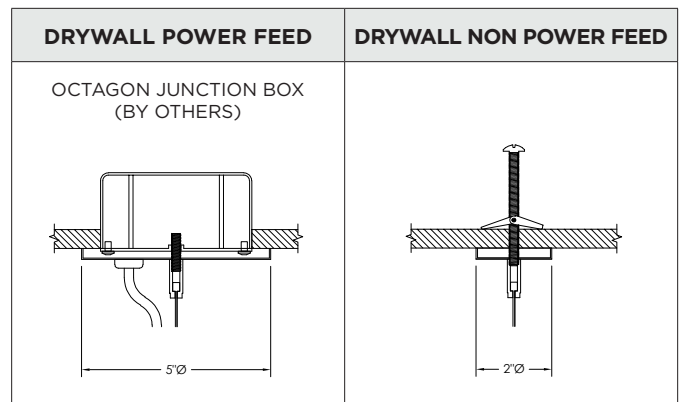 DRYWALL POWER FEED
DRYWALL NON POWER FEED
OCTAGON JUNCTION BOX
(BY OTHERS)
5"Ø
2"Ø